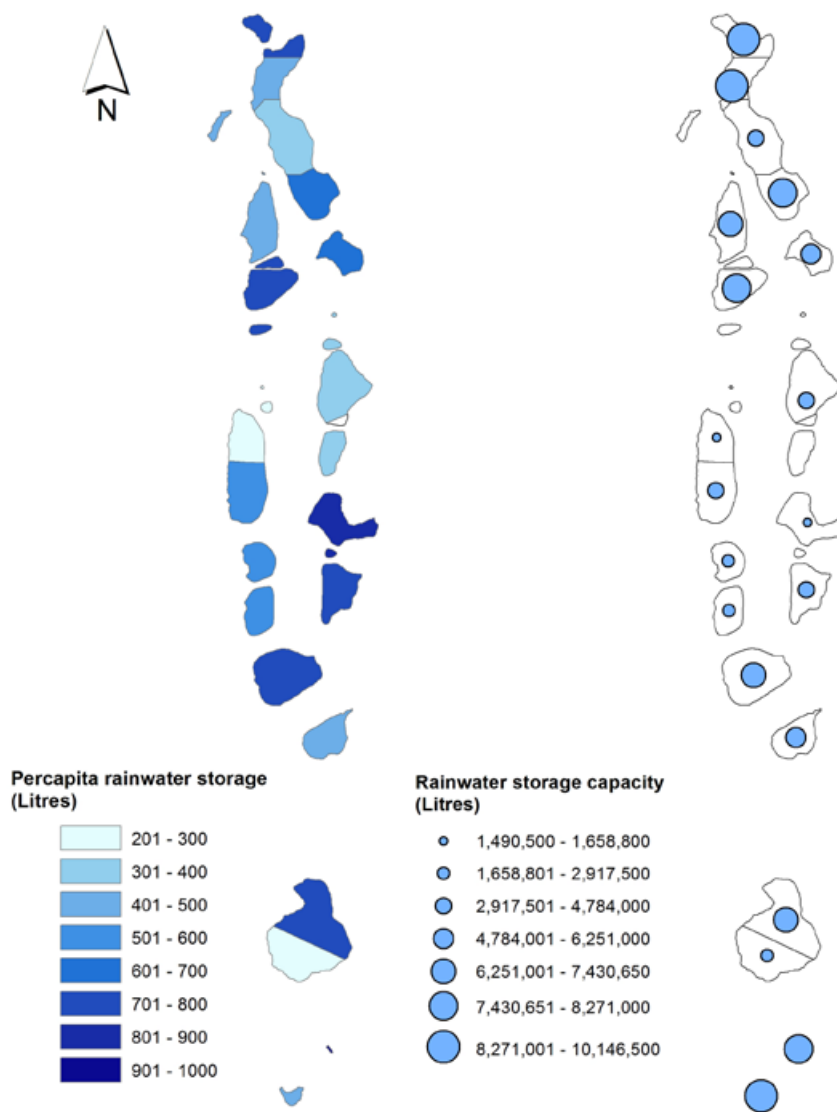 N
Percapita rainwater storage
(Litres)
201 - 300
301 - 400
401 - 500
501 - 600
601 - 700
701 - 800
801 - 900
901 - 1000
Rainwater storage capacity
(Litres)
1,490,500 - 1,658,800
1,658,801 - 2,917,500
2,917,501 - 4,784,000
4,784,001 - 6,251,000
6,251,001 - 7,430,650
7,430,651 - 8,271,000
8,271,001 - 10,146,500